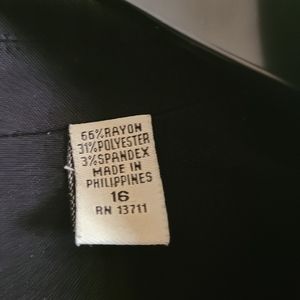 66%RAYON
31%POLYESTER
3%SPANDEX
MADE IN
PHILIPPINES
16
RN 13711